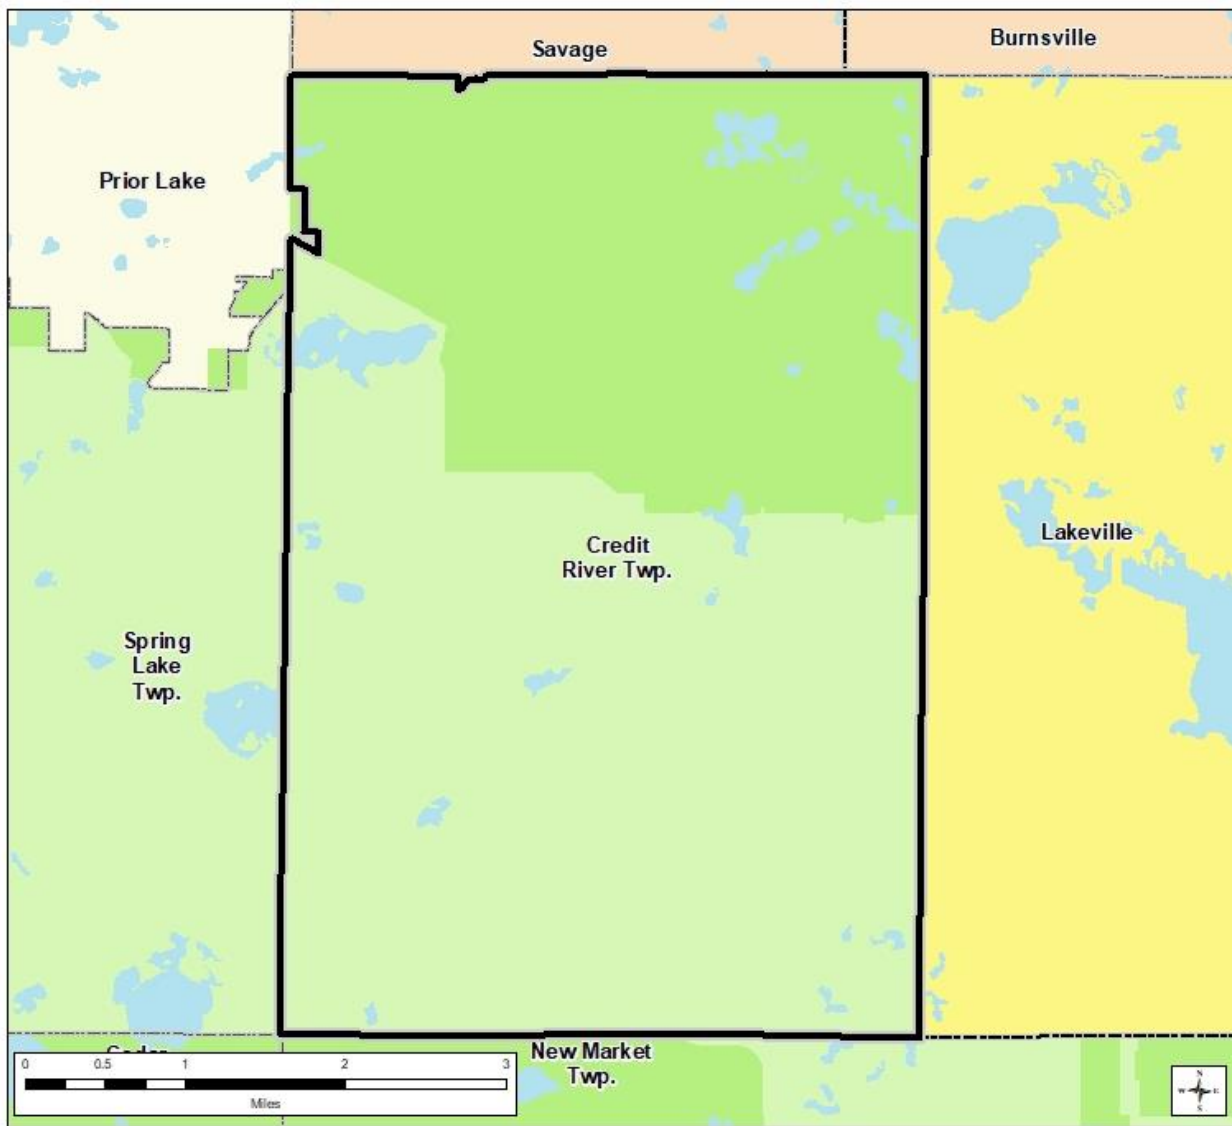 Savage
Burnsville
Prior Lake
Credit
River Twp.
Lakeville
Spring
Lake
Twp.
New Market
Twp.
0 0.5 1 2 3
Miles
N
W E
S